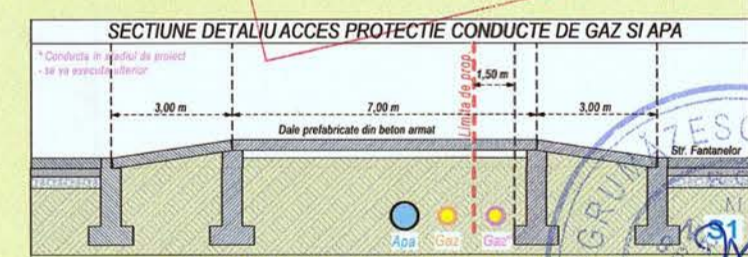 SECTIUNE DETALIU ACCES PROTECTIE CONDUCTE DE GAZ SI APA
* Conducta in stadiul de proiect
- se va executa ulterior
Limita de prop.
1,50 m
3,00 m
7,00 m
3,00 m
Dale prefabricate din beton armat
Str. Fantanelor
Apa
Gaz
Gaz*
S1